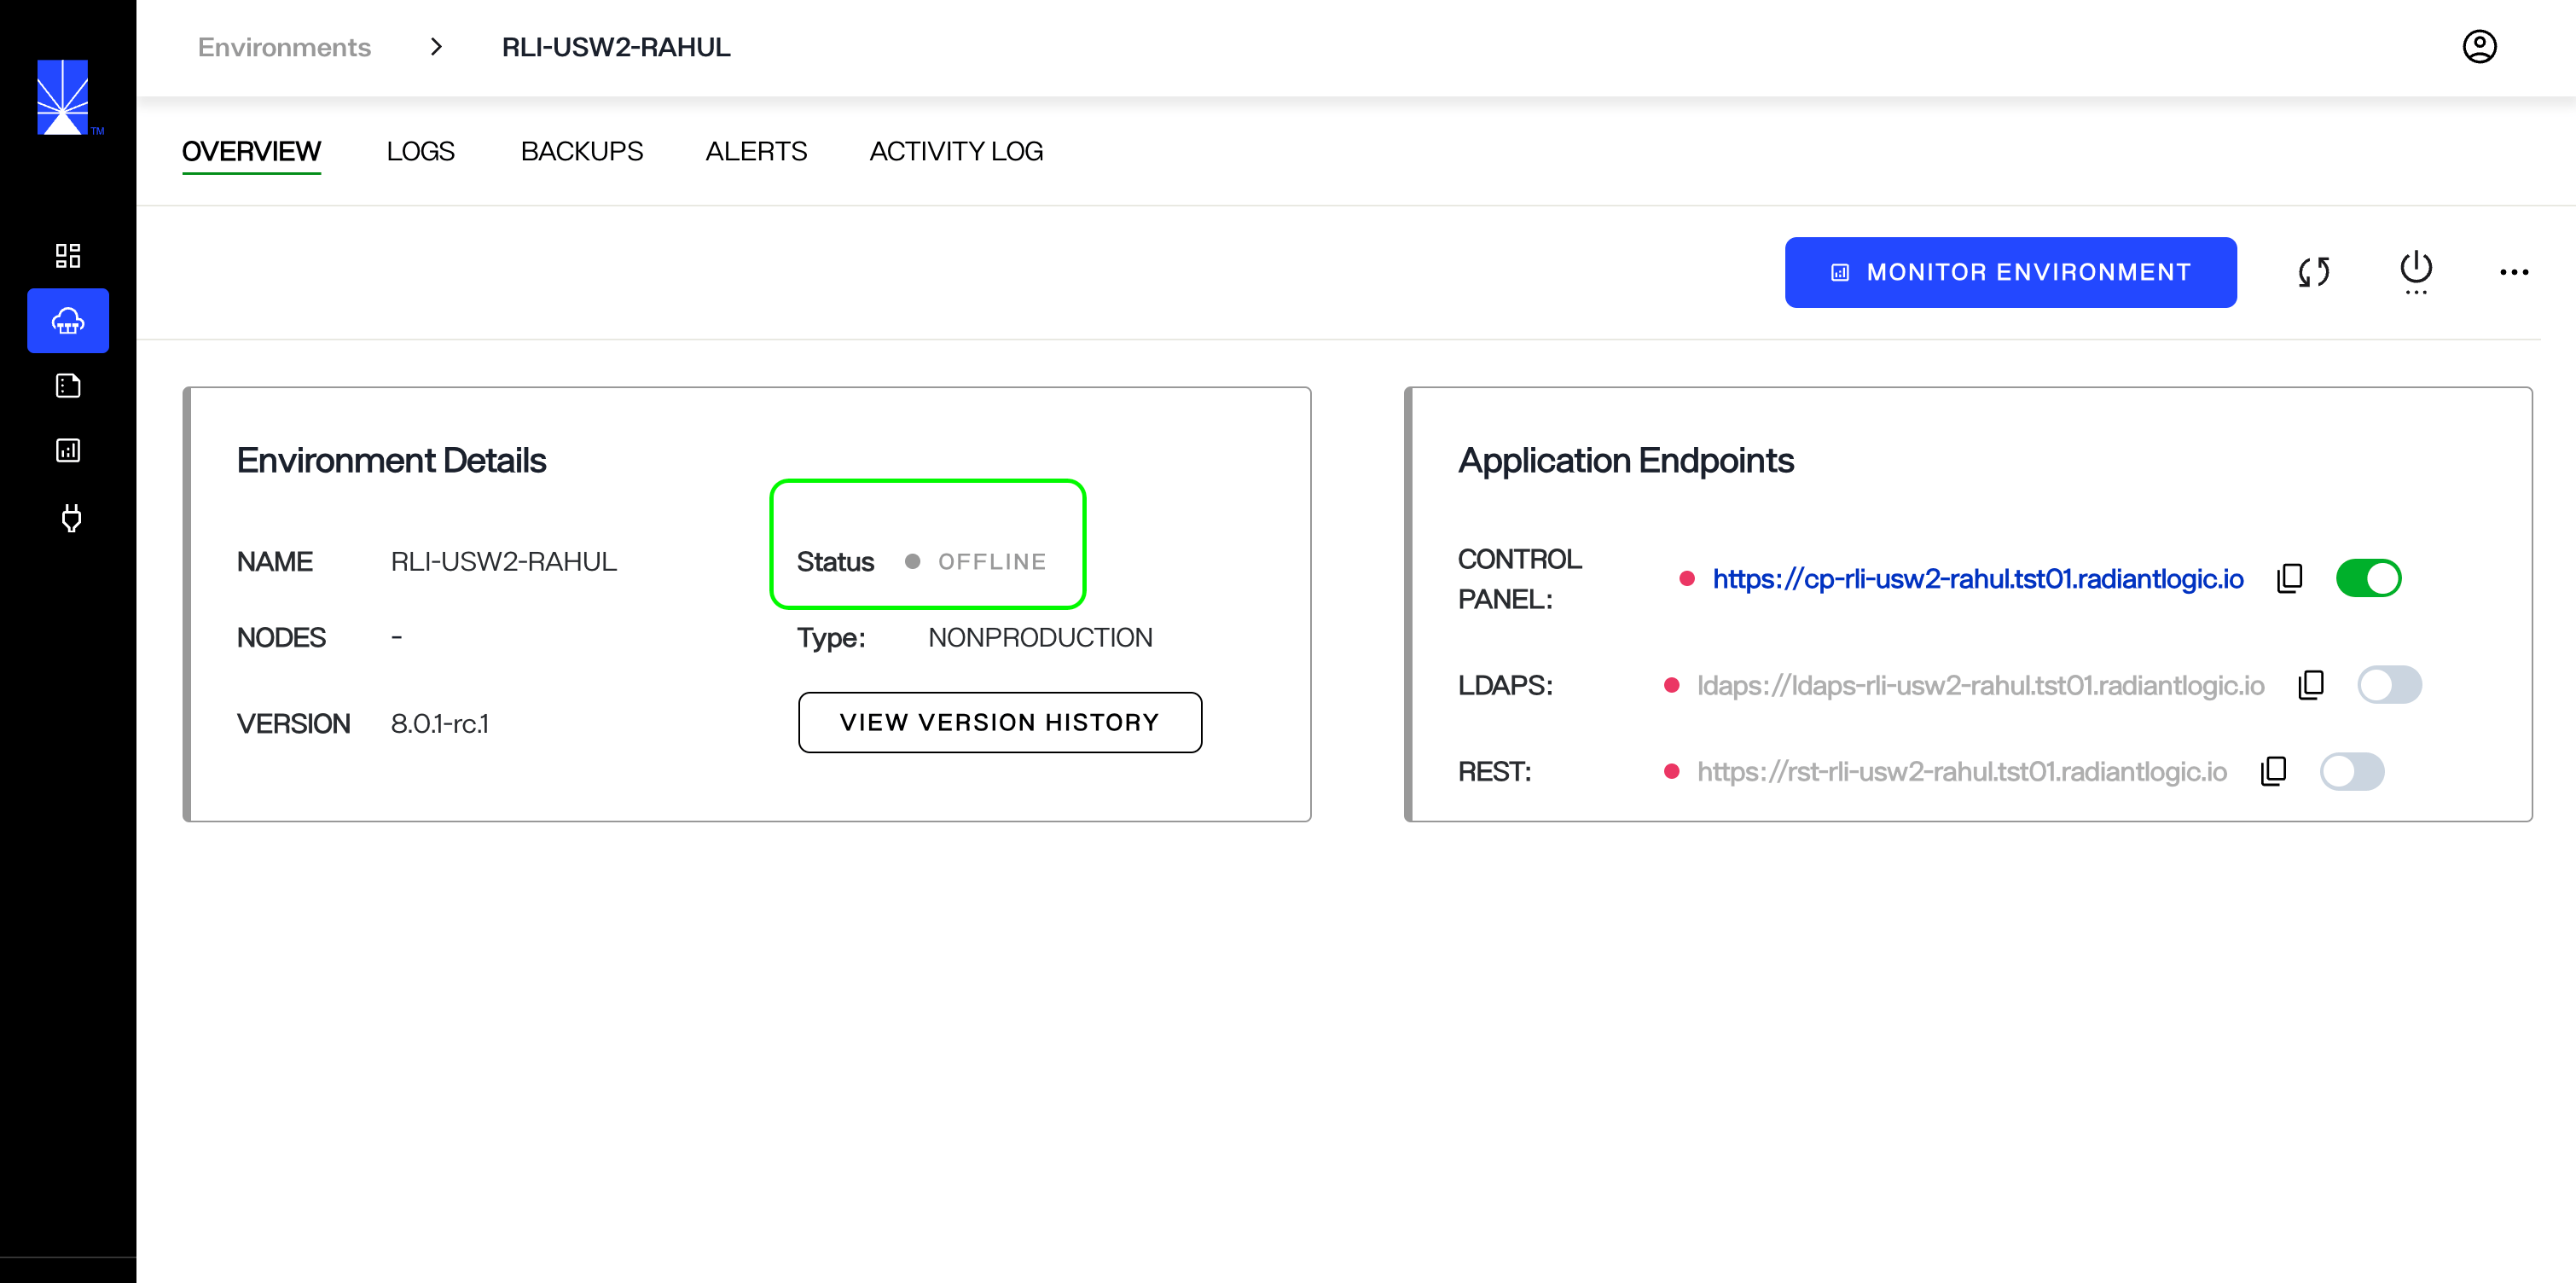 Environments > RLI-USW2-RAHUL
TM
OVERVIEW LOGS BACKUPS ALERTS ACTIVITY LOG
MONITOR ENVIRONMENT
Environment Details
NAME RLI-USW2-RAHUL Status OFFLINE
NODES - Type: NONPRODUCTION
VERSION 8.0.1-rc.1 VIEW VERSION HISTORY
Application Endpoints
CONTROL
PANEL: https://cp-rli-usw2-rahul.tst01.radiantlogic.io
LDAPS: ldaps://ldaps-rli-usw2-rahul.tst01.radiantlogic.io
REST: https://rst-rli-usw2-rahul.tst01.radiantlogic.io